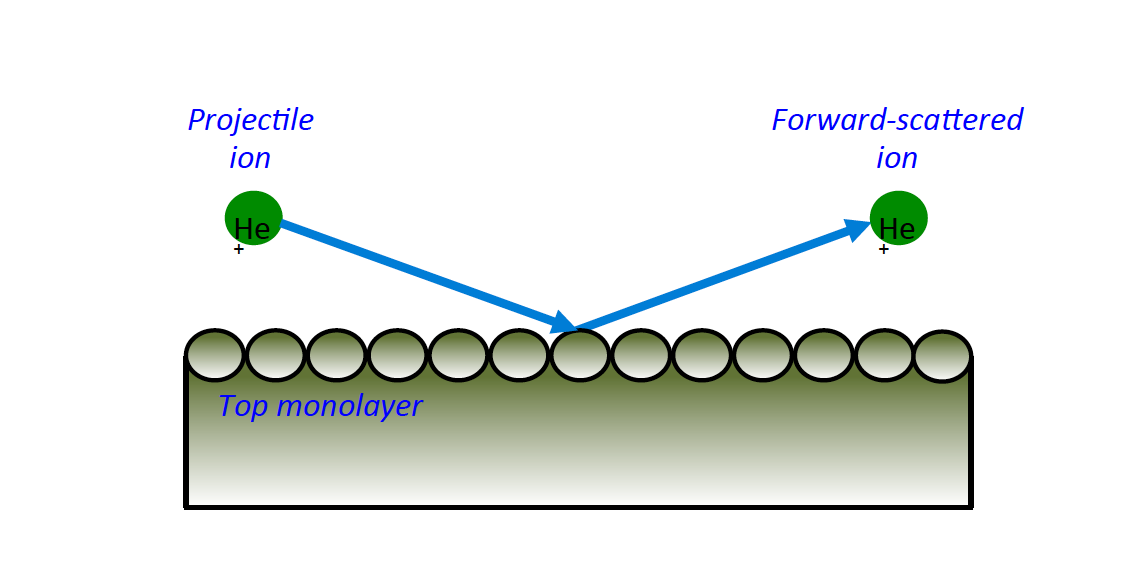 Projectile
ion
Forward-scattered
ion
He
+
He
+
Top monolayer